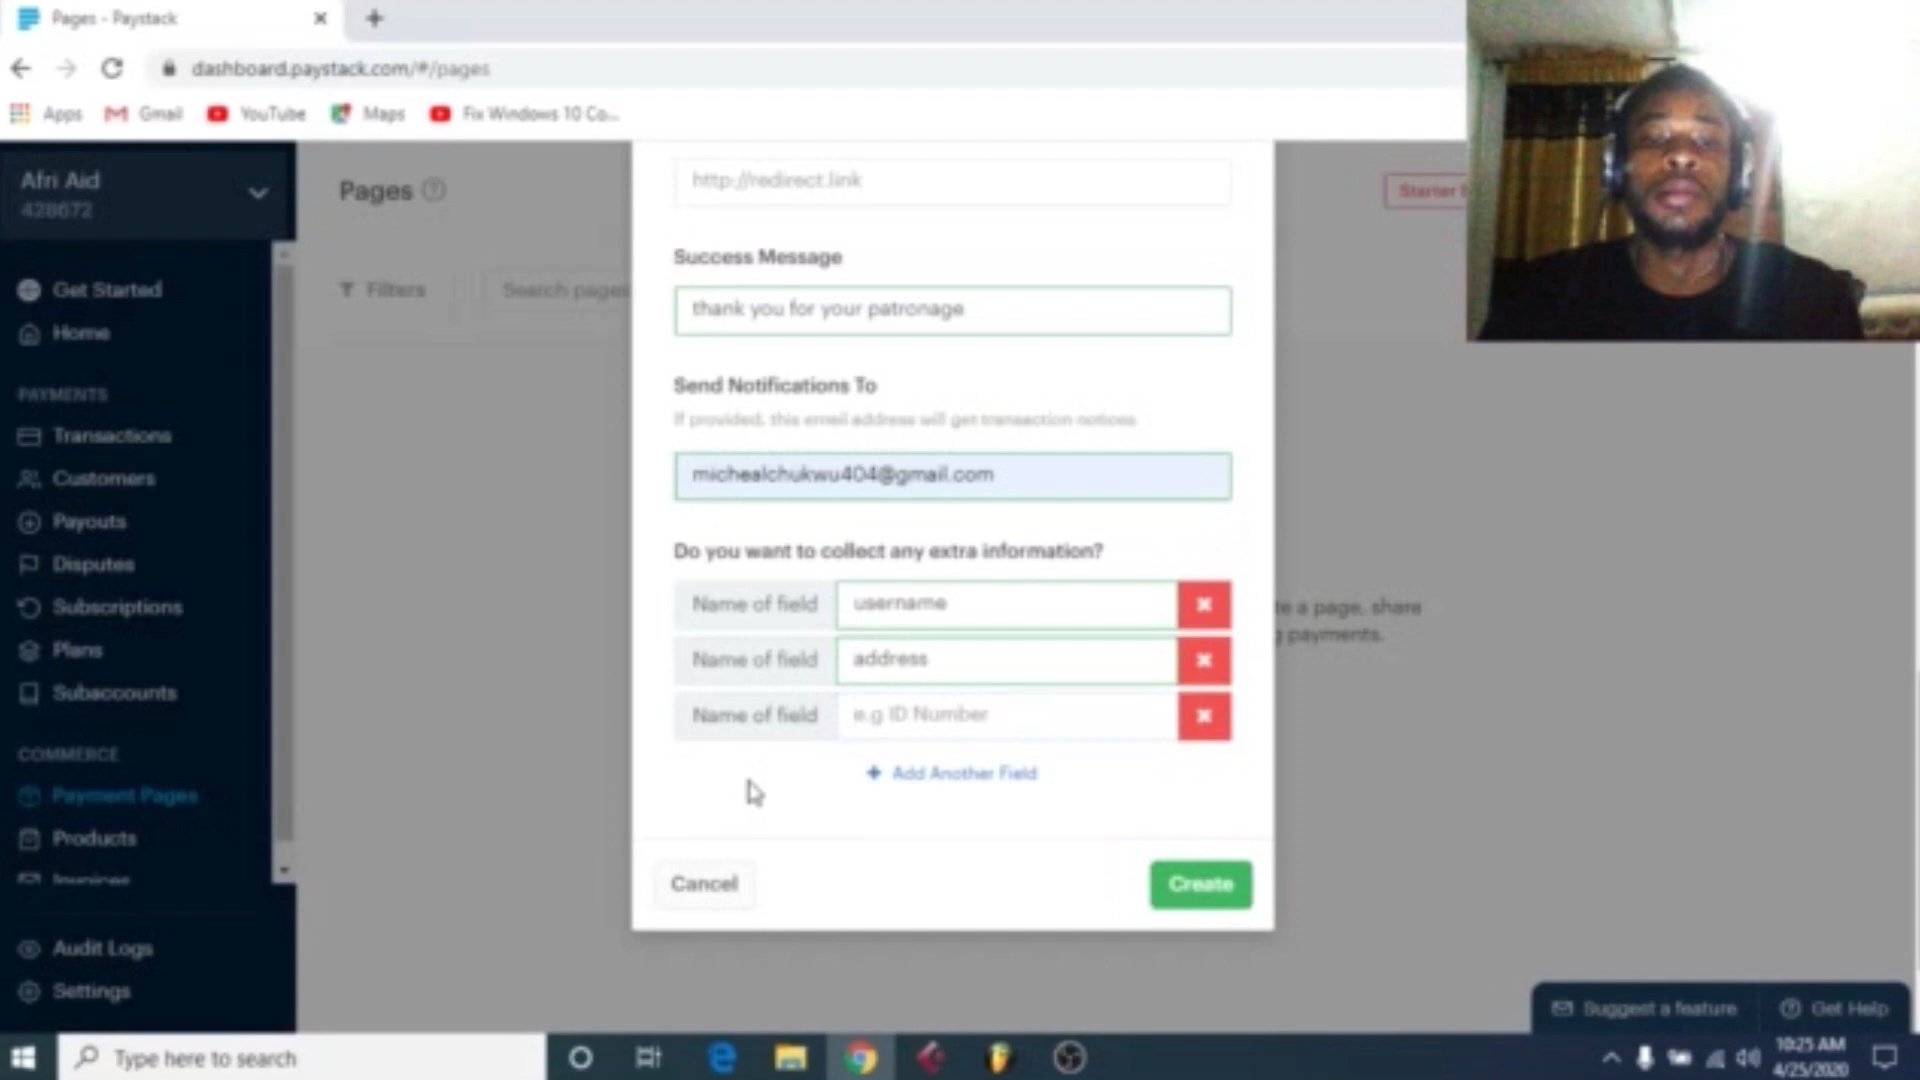 Pages - Paystack
dashboard.paystack.com/#/pages
Apps
Gmail
YouTube
Maps
Fix Windows 10 Co...
Afri Aid
428672
Get Started
Home
PAYMENTS
Transactions
Customers
Payouts
Disputes
Subscriptions
Plans
Subaccounts
COMMERCE
Payment Pages
Products
Invoices
Audit Logs
Settings
Pages
Starter
Filters
Search pages
http://redirect.link
Success Message
thank you for your patronage
Send Notifications To
If provided, this email address will get transaction notices
michealchukwu404@gmail.com
Do you want to collect any extra information?
Name of field username
Name of field address
Name of field e.g ID Number
+ Add Another Field
Cancel
Create
te a page, share
payments.
Suggest a feature
Get Help
Type here to search
10:25 AM
4/25/2020